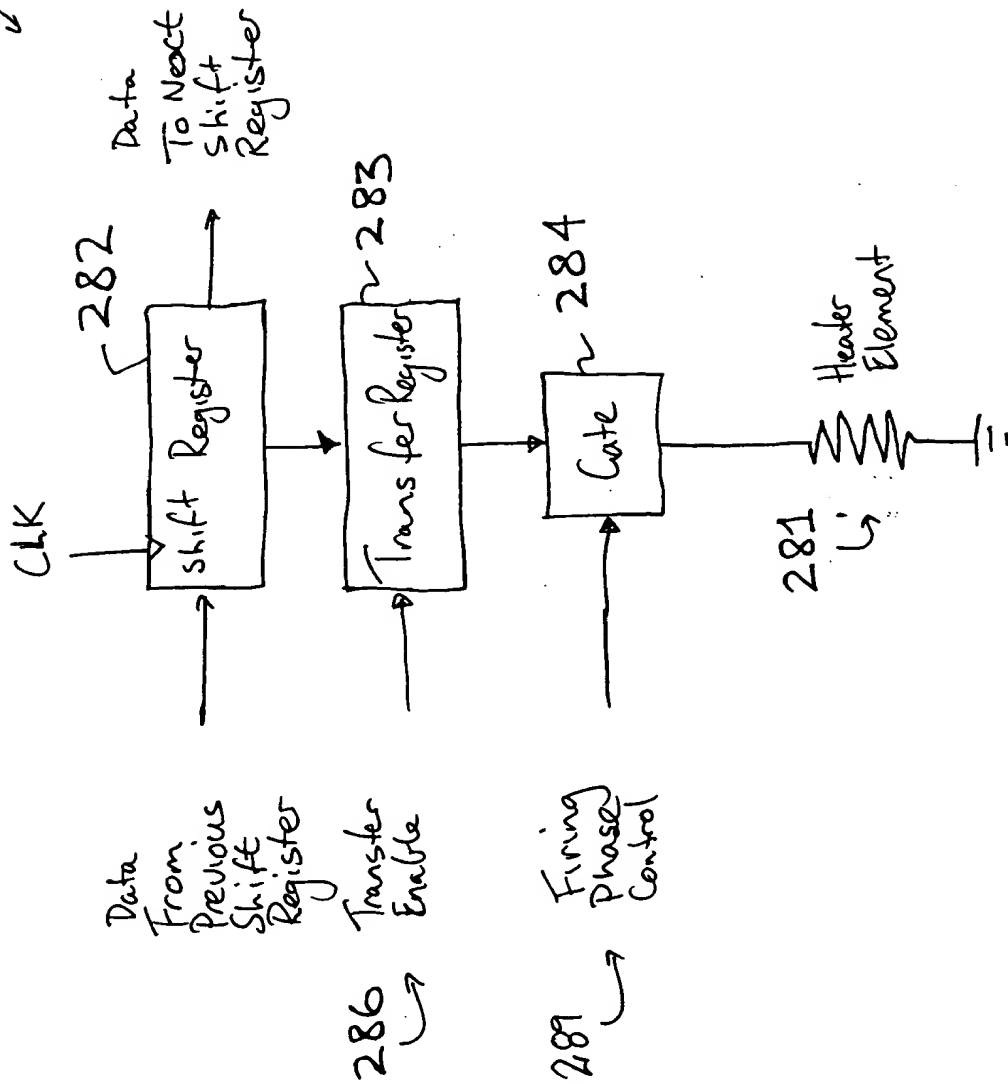 CLK
282
Data
To Next
Shift
Register
Shift Register
Data
From
Previous
Shift
Register
283
Transfer Register
286
Transfer
Enable
284
Gate
289
Firing
Phase
Control
281
Heater
Element